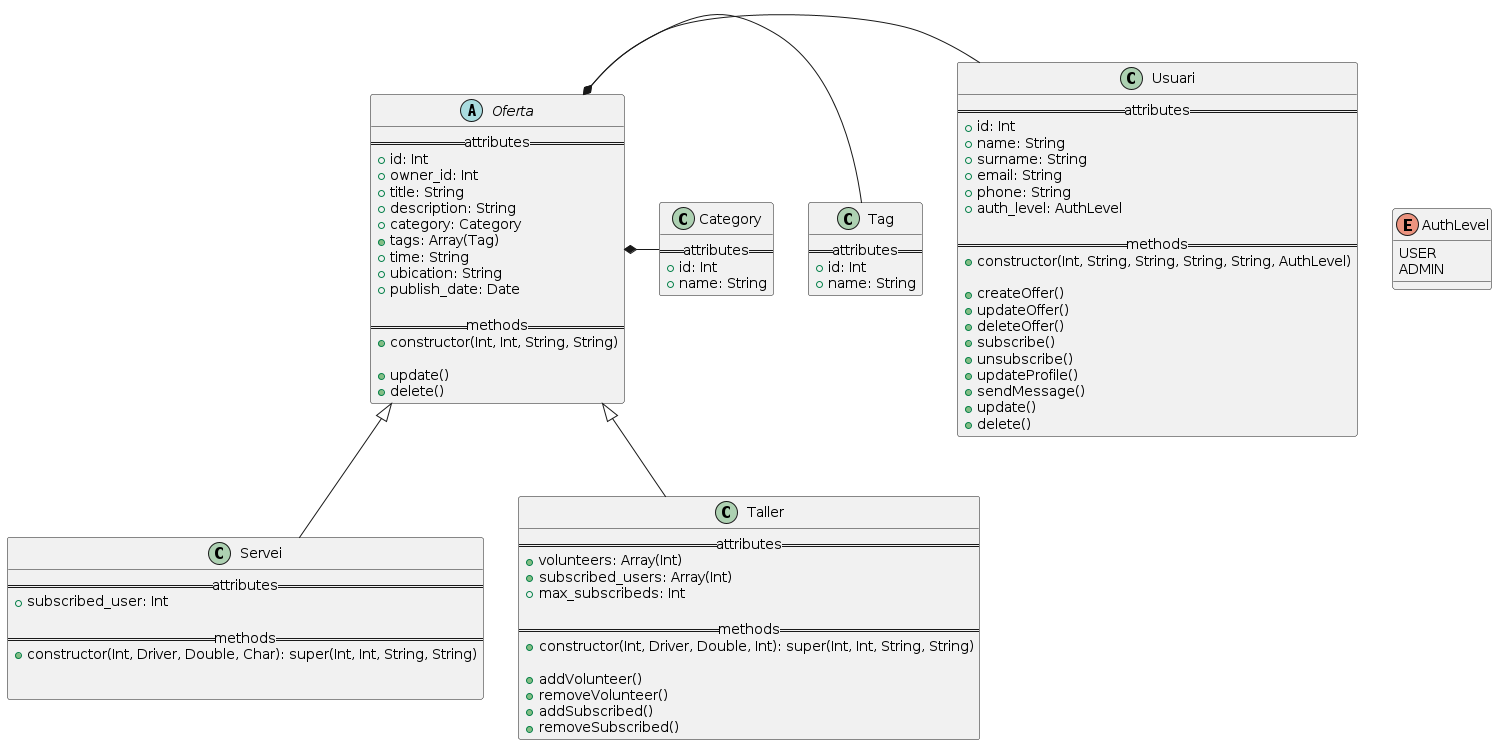 A Oferta
attributes
id: Int
owner_id: Int
title: String
description: String
category: Category
tags: Array(Tag)
time: String
ubication: String
publish_date: Date
methods
constructor(Int, Int, String, String)
update()
delete()
C Category
attributes
id: Int
name: String
C Tag
attributes
id: Int
name: String
C Usuari
attributes
id: Int
name: String
surname: String
email: String
phone: String
auth_level: AuthLevel
methods
constructor(Int, String, String, String, String, AuthLevel)
createOffer()
updateOffer()
deleteOffer()
subscribe()
unsubscribe()
updateProfile()
sendMessage()
update()
delete()
E AuthLevel
USER
ADMIN
C Servei
attributes
subscribed_user: Int
methods
constructor(Int, Driver, Double, Char): super(Int, Int, String, String)
C Taller
attributes
volunteers: Array(Int)
subscribed_users: Array(Int)
max_subscribeds: Int
methods
constructor(Int, Driver, Double, Int): super(Int, Int, String, String)
addVolunteer()
removeVolunteer()
addSubscribed()
removeSubscribed()